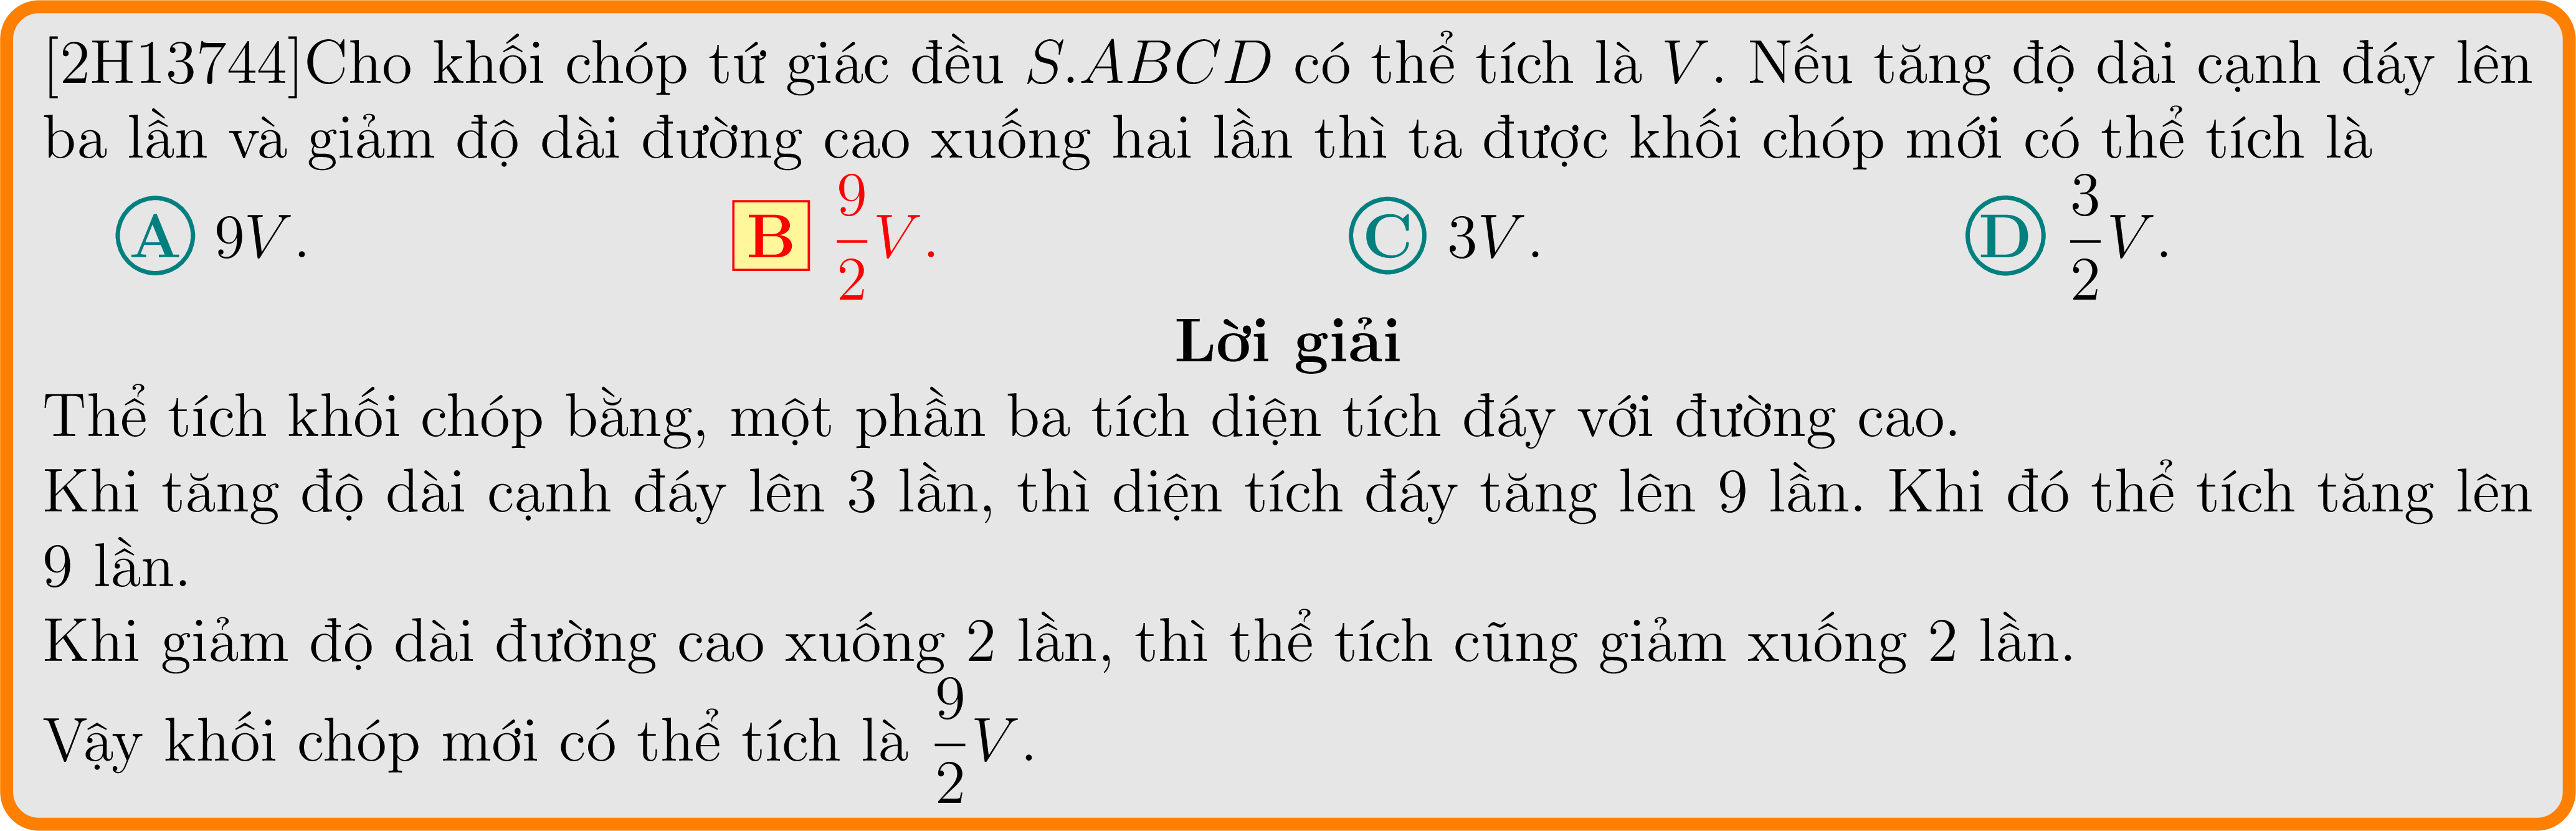 [2H13744]Cho khối chóp tứ giác đều S.ABCD có thể tích là V. Nếu tăng độ dài cạnh đáy lên
ba lần và giảm độ dài đường cao xuống hai lần thì ta được khối chóp mới có thể tích là
A 9V. B 9/2 V. C 3V. D 3/2 V.
Lời giải
Thể tích khối chóp bằng, một phần ba tích diện tích đáy với đường cao.
Khi tăng độ dài cạnh đáy lên 3 lần, thì diện tích đáy tăng lên 9 lần. Khi đó thể tích tăng lên
9 lần.
Khi giảm độ dài đường cao xuống 2 lần, thì thể tích cũng giảm xuống 2 lần.
Vậy khối chóp mới có thể tích là 9/2 V.